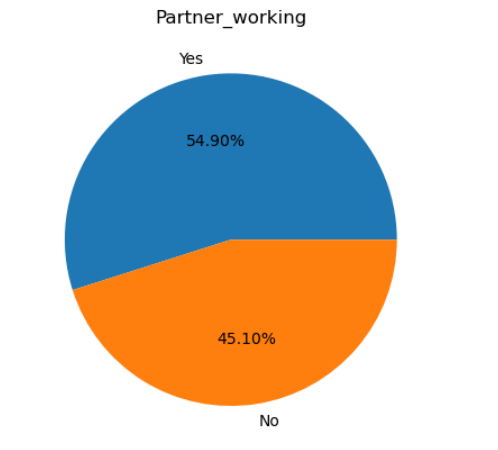 Partner_working
Yes
54.90%
45.10%
No